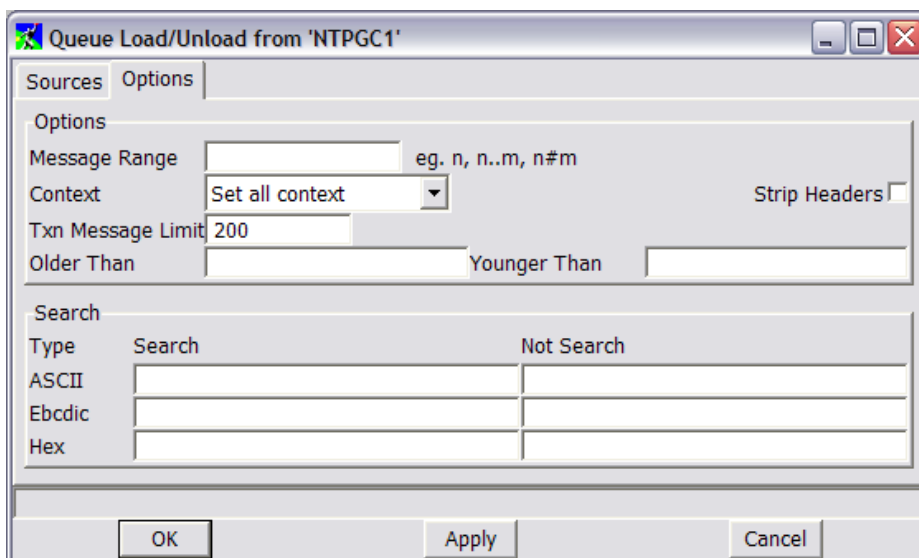 Queue Load/Unload from 'NTPGC1'
Sources Options
Options
Message Range eg. n, n..m, n#m
Context Set all context Strip Headers
Txn Message Limit 200
Older Than Younger Than
Search
Type Search Not Search
ASCII
Ebcdic
Hex
OK Apply Cancel